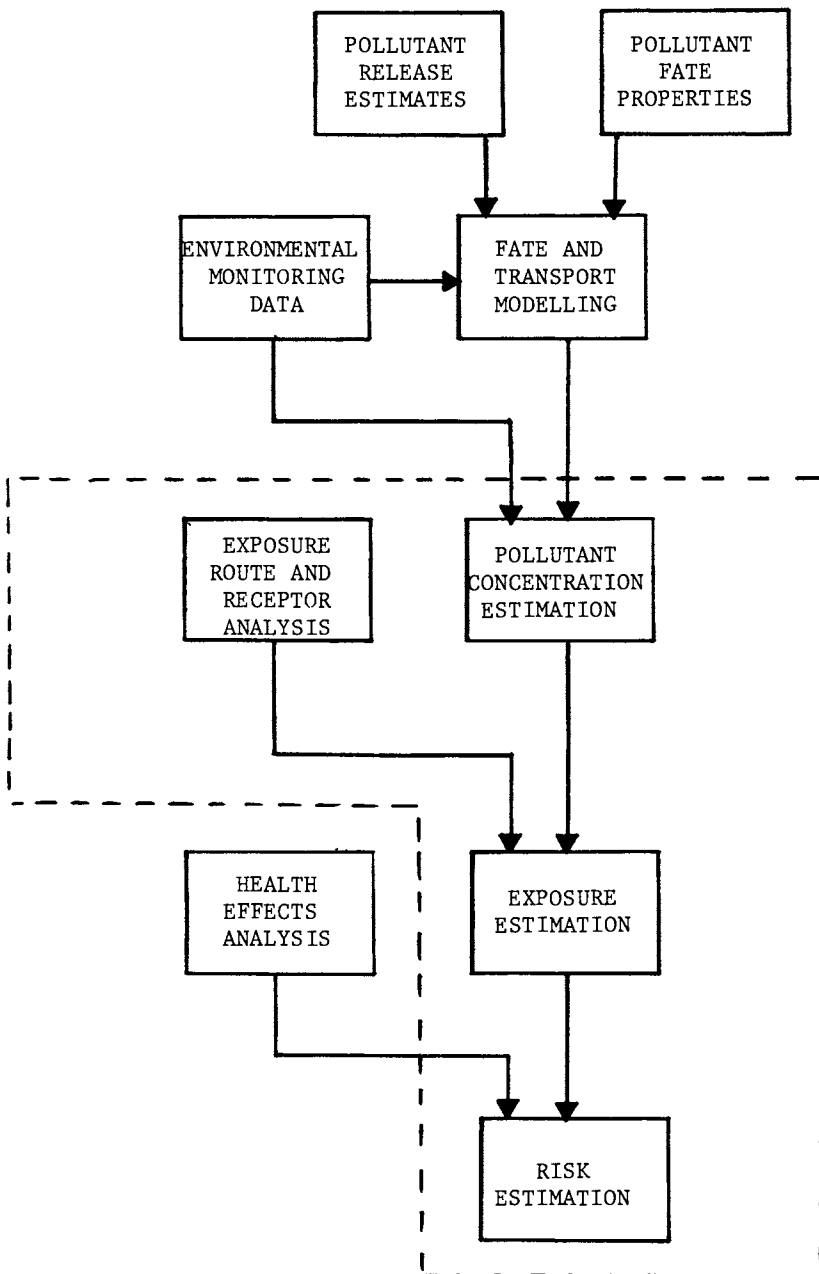 POLLUTANT
RELEASE
ESTIMATES
POLLUTANT
FATE
PROPERTIES
ENVIRONMENTAL
MONITORING
DATA
FATE AND
TRANSPORT
MODELLING
EXPOSURE
ROUTE AND
RECEPTOR
ANALYSIS
POLLUTANT
CONCENTRATION
ESTIMATION
HEALTH
EFFECTS
ANALYSIS
EXPOSURE
ESTIMATION
RISK
ESTIMATION